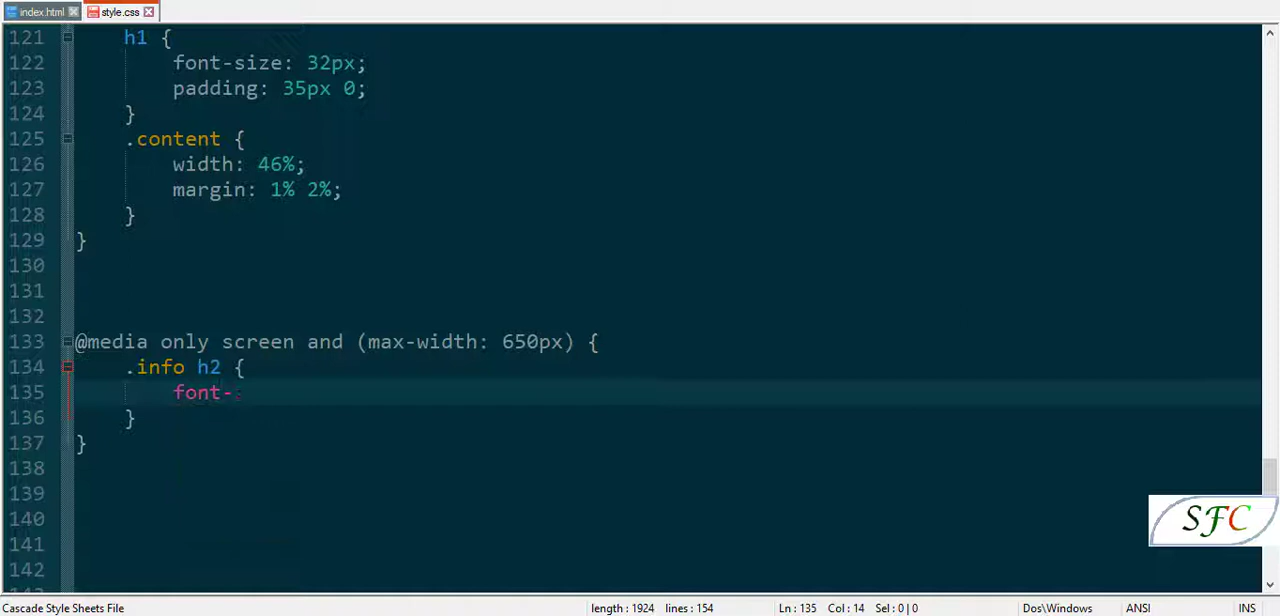 index.html style.css
121 h1 {
122 font-size: 32px;
123 padding: 35px 0;
124 }
125 .content {
126 width: 46%;
127 margin: 1% 2%;
128 }
129 }
130
131
132
133 @media only screen and (max-width: 650px) {
134 .info h2 {
135 font-
136 }
137 }
138
139
140
141
142
SFC
Cascade Style Sheets File length : 1924 lines : 154 Ln : 135 Col : 14 Sel : 0 | 0 Dos\Windows ANSI INS